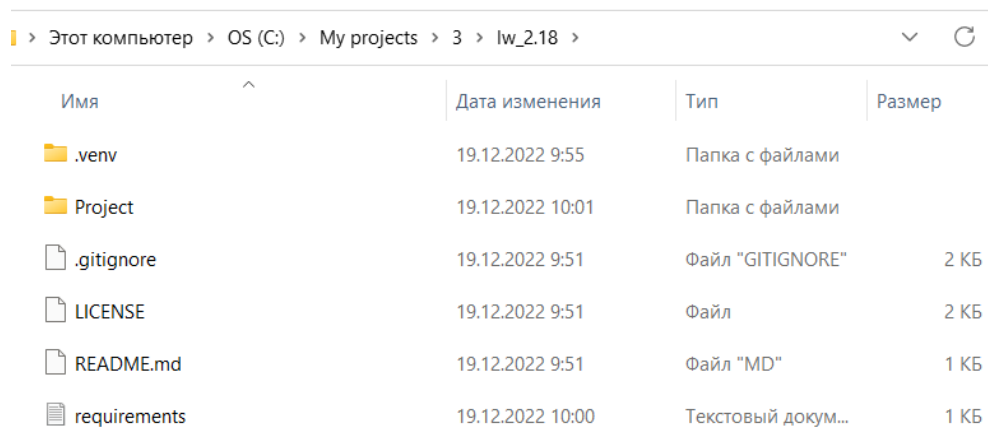 Этот компьютер > OS (C:) > My projects > 3 > lw_2.18 >
Имя Дата изменения Тип Размер
.venv 19.12.2022 9:55 Папка с файлами
Project 19.12.2022 10:01 Папка с файлами
.gitignore 19.12.2022 9:51 Файл "GITIGNORE" 2 КБ
LICENSE 19.12.2022 9:51 Файл 2 КБ
README.md 19.12.2022 9:51 Файл "MD" 1 КБ
requirements 19.12.2022 10:00 Текстовый докум... 1 КБ